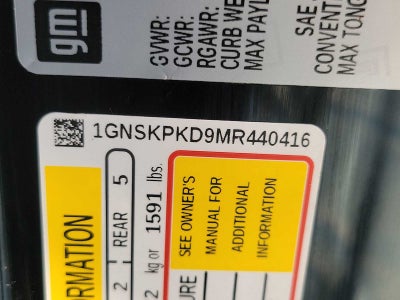 gm
GVWR:
GCWR:
RGAWR:
CURB WE
MAX PAYL
SAE
CONVENT
MAX TONG
1GNSKPKD9MR440416
RMATION
2 | REAR 5
2 kg or 1591 lbs.
SEE OWNER'S
MANUAL FOR
ADDITIONAL
INFORMATION
URE